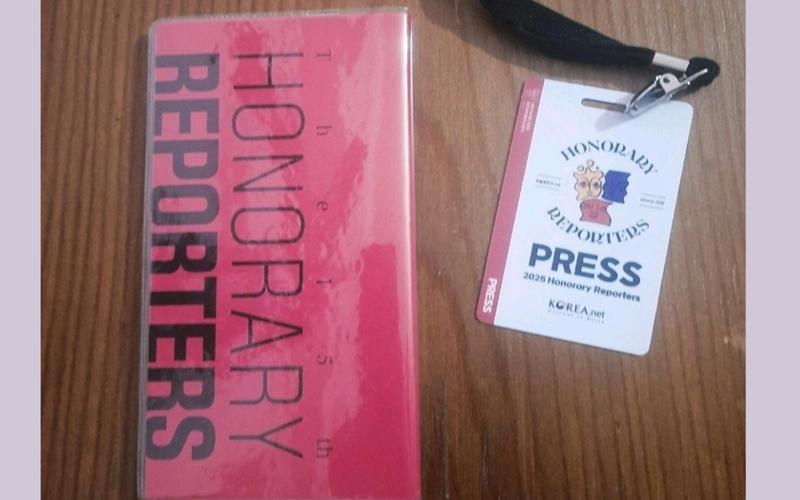 The 15th
HONORARY
REPORTERS
HONORARY
REPORTERS
PRESS
2025 Honorary Reporters
KOREA.net
PRESS